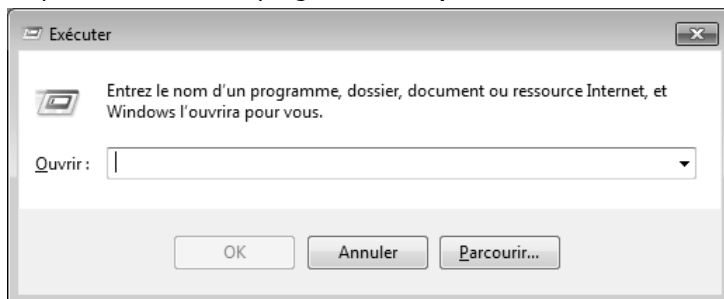 Exécuter
Entrez le nom d'un programme, dossier, document ou ressource Internet, et
Windows l'ouvrira pour vous.
Ouvrir :
OK Annuler Parcourir...